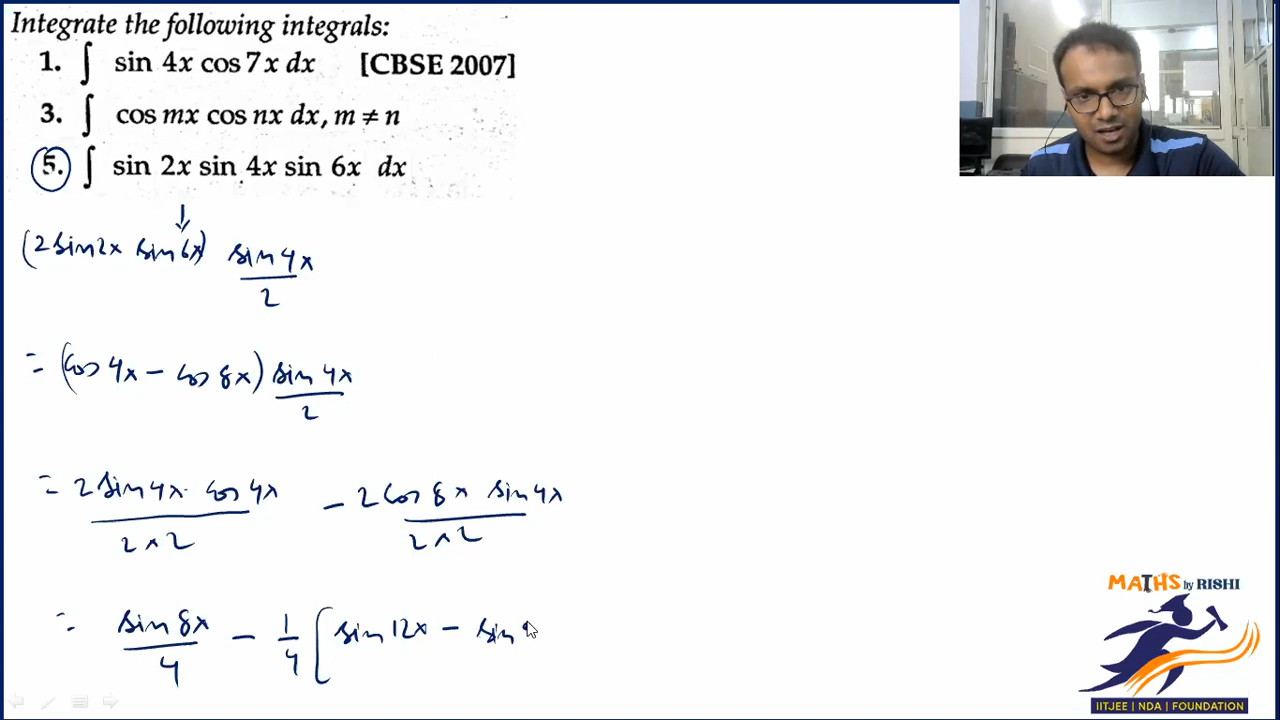 Integrate the following integrals:
1. ∫ sin 4x cos 7x dx [CBSE 2007]
3. ∫ cos mx cos nx dx, m ≠ n
5. ∫ sin 2x sin 4x sin 6x dx
(2 sin 2x sin 6x) sin 4x / 2
= (cos 4x − cos 8x) sin 4x / 2
= 2 sin 4x · cos 4x / 2 × 2 − 2 cos 8x sin 4x / 2 × 2
= sin 8x / 4 − 1/4 [ sin 12x − sin
MATHS by RISHI
IITJEE | NDA | FOUNDATION